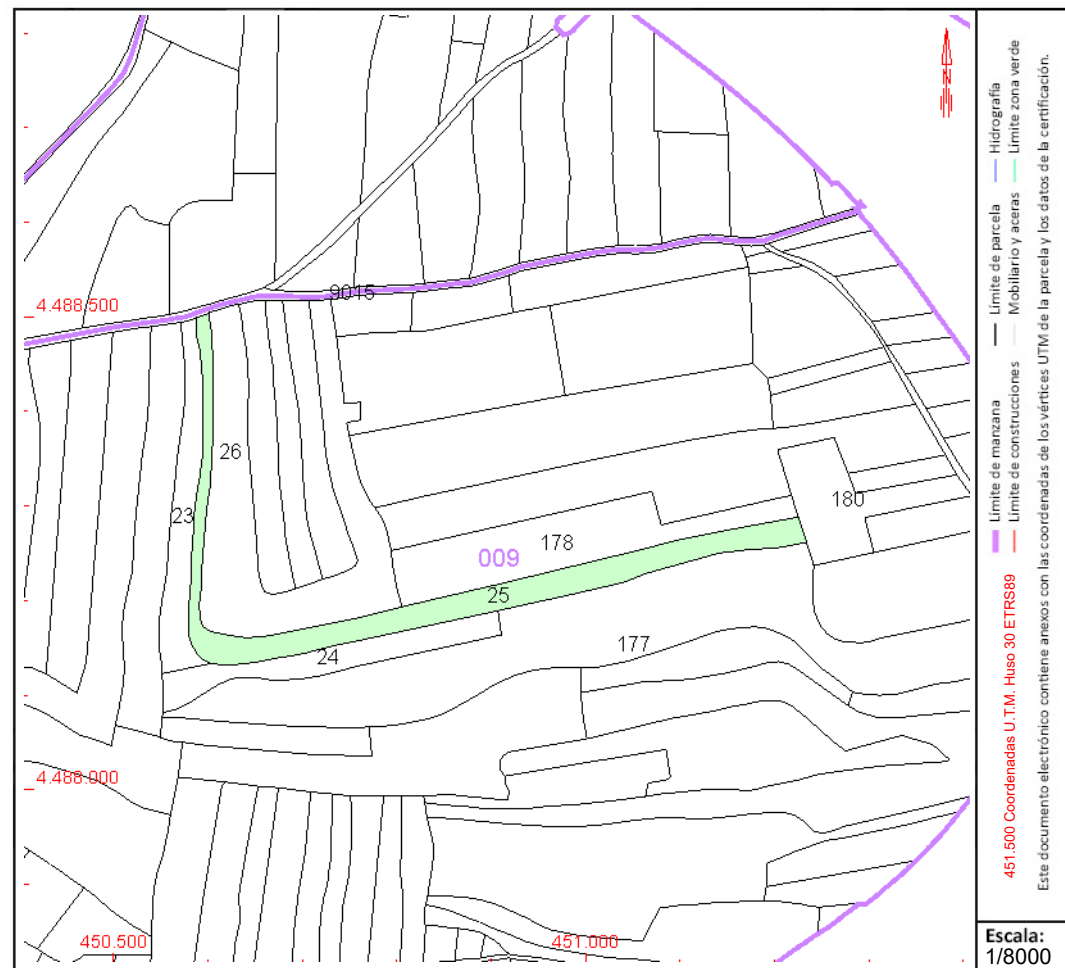 4.488.500
9015
26
23
178
180
009
25
24
177
4.488.000
450.500
451.000
N
Límite de manzana
Límite de parcela
Hidrografía
Límite de construcciones
Mobiliario y aceras
Límite zona verde
451.500 Coordenadas U.T.M. Huso 30 ETRS89
Este documento electrónico contiene anexos con las coordenadas de los vértices UTM de la parcela y los datos de la certificación.
Escala:
1/8000